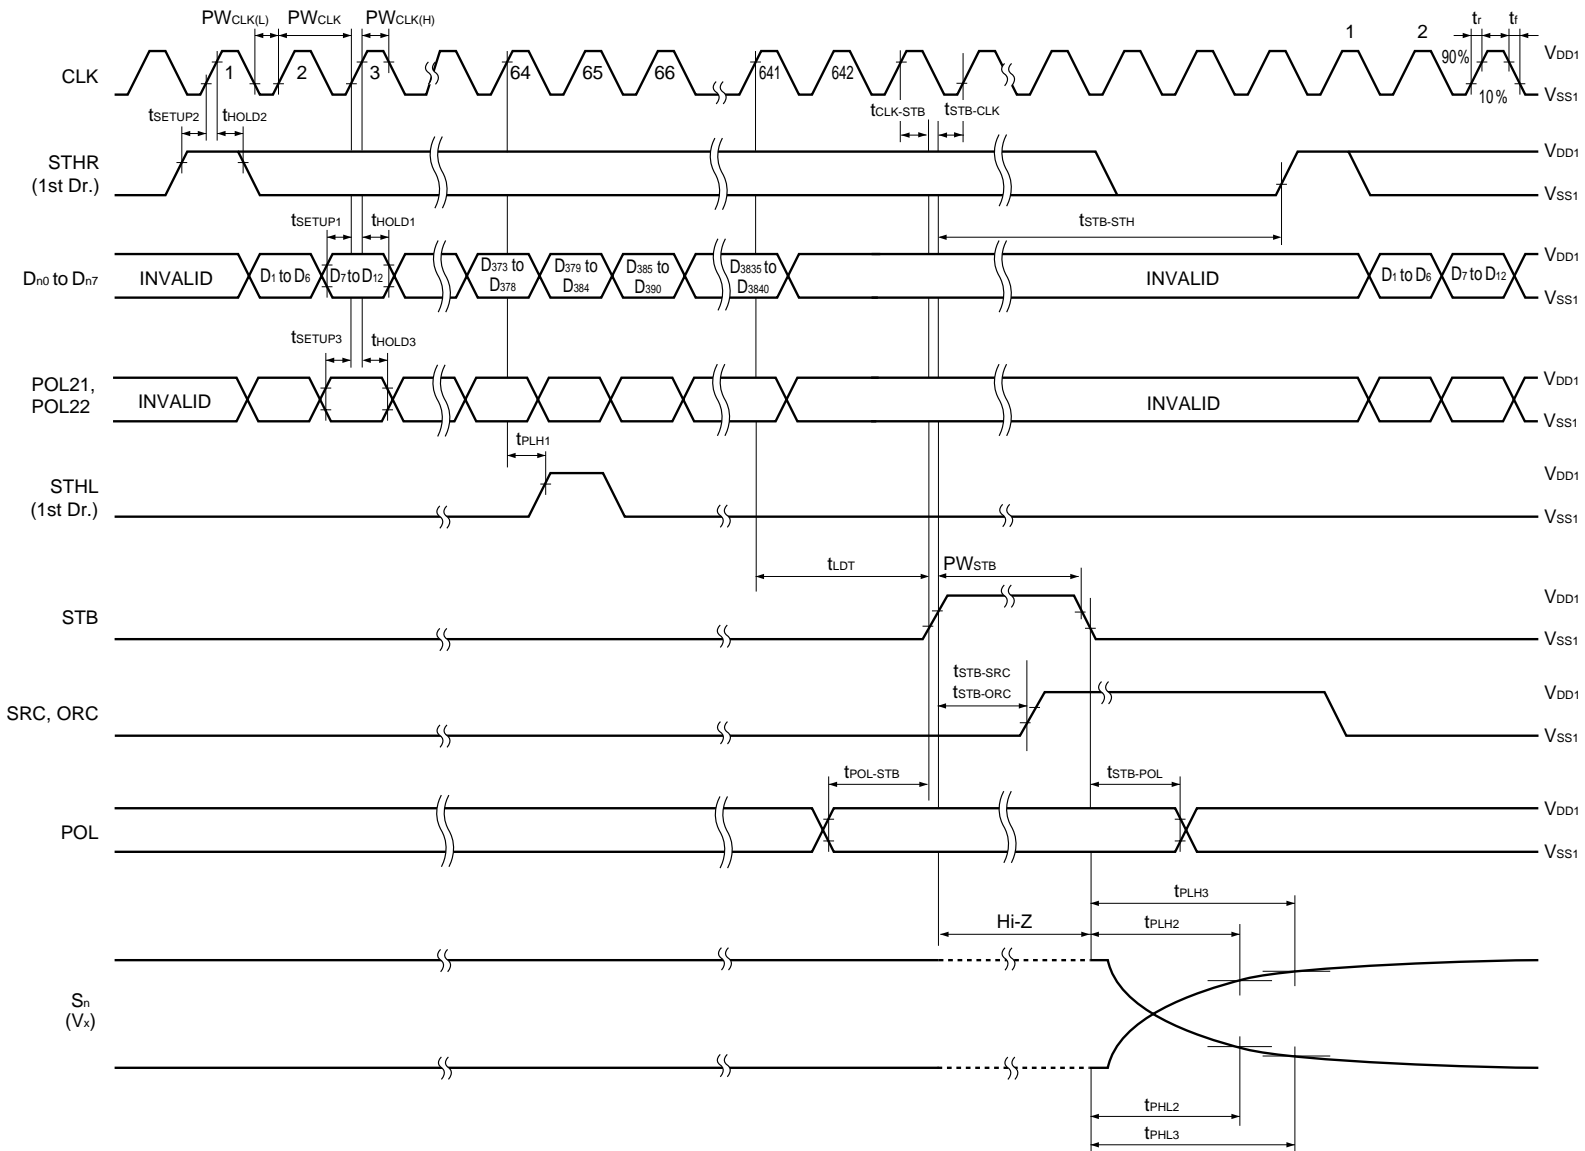 PWCLK(L) PWCLK PWCLK(H)
1 2 tr tf
CLK 1 2 3 64 65 66 641 642 90% 10% VDD1 VSS1
tSETUP2 tHOLD2 tCLK-STB tSTB-CLK
STHR
(1st Dr.)
VDD1
VSS1
tSETUP1 tHOLD1 tSTB-STH
Dn0 to Dn7
INVALID
D1 to D6
D7 to D12
D373 to
D378
D379 to
D384
D385 to
D390
D3835 to
D3840
INVALID
D1 to D6
D7 to D12
VDD1
VSS1
tSETUP3 tHOLD3
POL21,
POL22
INVALID
INVALID
VDD1
VSS1
tPLH1
STHL
(1st Dr.)
VDD1
VSS1
tLDT PWSTB
STB
VDD1
VSS1
tSTB-SRC
tSTB-ORC
SRC, ORC
VDD1
VSS1
tPOL-STB tSTB-POL
POL
VDD1
VSS1
tPLH3
Hi-Z tPLH2
Sn
(Vx)
tPHL2
tPHL3